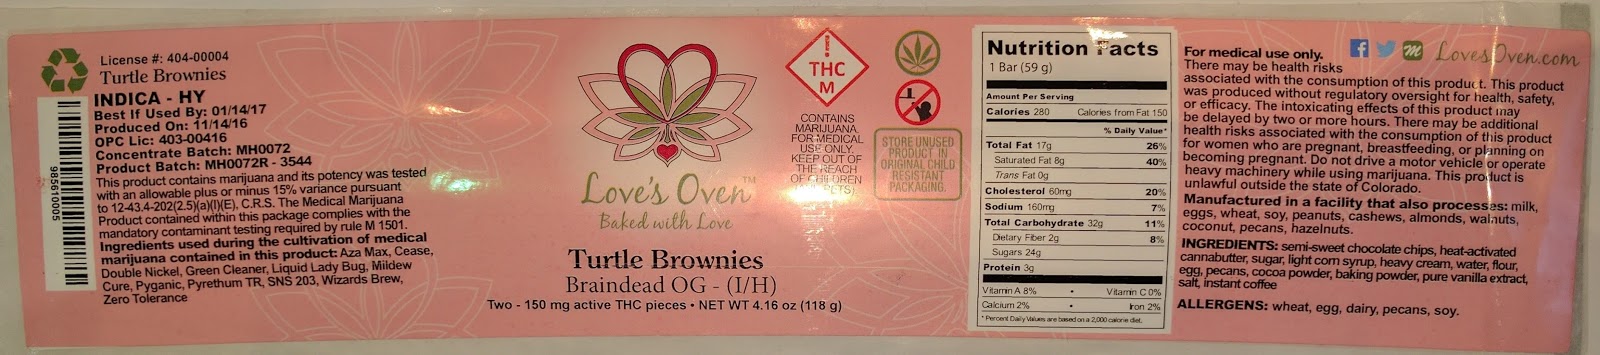 License #: 404-00004
Turtle Brownies
INDICA - HY
Best If Used By: 01/14/17
Produced On: 11/14/16
OPC Lic: 403-00416
Concentrate Batch: MH0072
Product Batch: MH0072R - 3544
This product contains marijuana and its potency was tested
with an allowable plus or minus 15% variance pursuant
to 12-43.4-202(2.5)(a)(I)(E). C.R.S. The Medical Marijuana
Product contained within this package complies with the
mandatory contaminant testing required by rule M 1501.
Ingredients used during the cultivation of medical
marijuana contained in this product: Aza Max, Cease,
Double Nickel, Green Cleaner, Liquid Lady Bug, Mildew
Cure, Pyganic, Pyrethum TR, SNS 203, Wizards Brew,
Zero Tolerance
985610005
Love's Oven™
Baked with Love
Turtle Brownies
Braindead OG - (I/H)
Two - 150 mg active THC pieces • NET WT 4.16 oz (118 g)
!
THC
M
CONTAINS
MARIJUANA.
FOR MEDICAL
USE ONLY.
KEEP OUT OF
THE REACH
OF CHILDREN
PETS)
STORE UNUSED
PRODUCT IN
ORIGINAL CHILD
RESISTANT
PACKAGING.
Nutrition Facts
1 Bar (59 g)
Amount Per Serving
Calories 280 Calories from Fat 150
% Daily Value*
Total Fat 17g 26%
Saturated Fat 8g 40%
Trans Fat 0g
Cholesterol 60mg 20%
Sodium 160mg 7%
Total Carbohydrate 32g 11%
Dietary Fiber 2g 8%
Sugars 24g
Protein 3g
Vitamin A 8% • Vitamin C 0%
Calcium 2% • Iron 2%
* Percent Daily Values are based on a 2,000 calorie diet.
f m LovesOven.com
For medical use only.
There may be health risks
associated with the consumption of this product. This product
was produced without regulatory oversight for health, safety,
or efficacy. The intoxicating effects of this product may
be delayed by two or more hours. There may be additional
health risks associated with the consumption of this product
for women who are pregnant, breastfeeding, or planning on
becoming pregnant. Do not drive a motor vehicle or operate
heavy machinery while using marijuana. This product is
unlawful outside the state of Colorado.
Manufactured in a facility that also processes: milk,
eggs, wheat, soy, peanuts, cashews, almonds, walnuts,
coconut, pecans, hazelnuts.
INGREDIENTS: semi-sweet chocolate chips, heat-activated
cannabutter, sugar, light corn syrup, heavy cream, water, flour,
egg, pecans, cocoa powder, baking powder, pure vanilla extract,
salt, instant coffee
ALLERGENS: wheat, egg, dairy, pecans, soy.